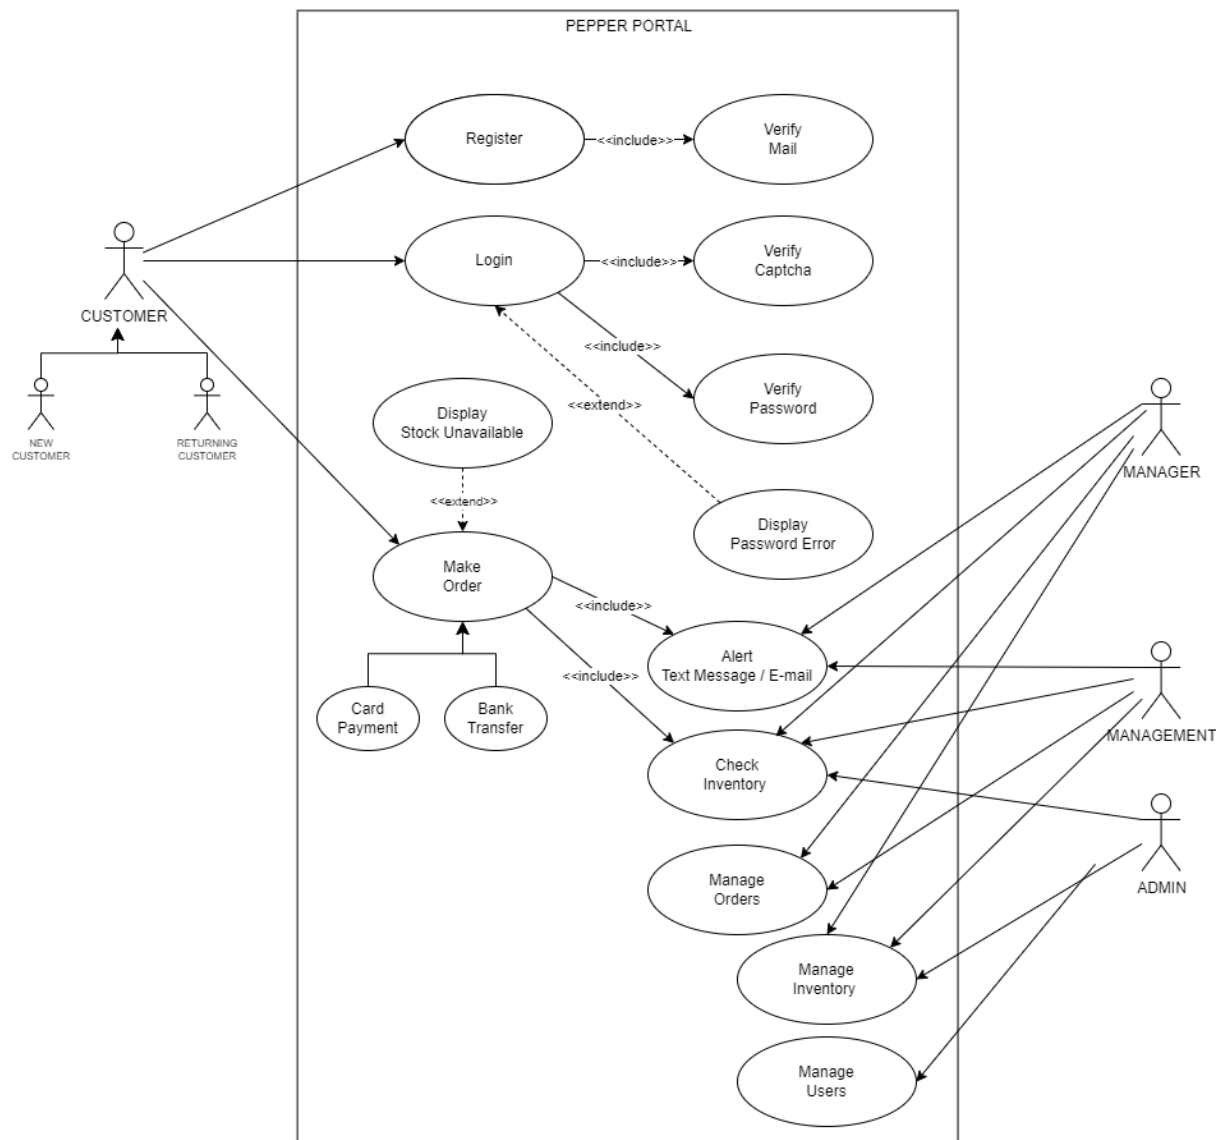 PEPPER PORTAL
Register
<<include>>
Verify
Mail
Login
<<include>>
Verify
Captcha
CUSTOMER
<<include>>
Verify
Password
NEW
CUSTOMER
RETURNING
CUSTOMER
Display
Stock Unavailable
<<extend>>
MANAGER
<<extend>>
Display
Password Error
Make
Order
<<include>>
Alert
Text Message / E-mail
<<include>>
Card
Payment
Bank
Transfer
MANAGEMENT
Check
Inventory
Manage
Orders
ADMIN
Manage
Inventory
Manage
Users